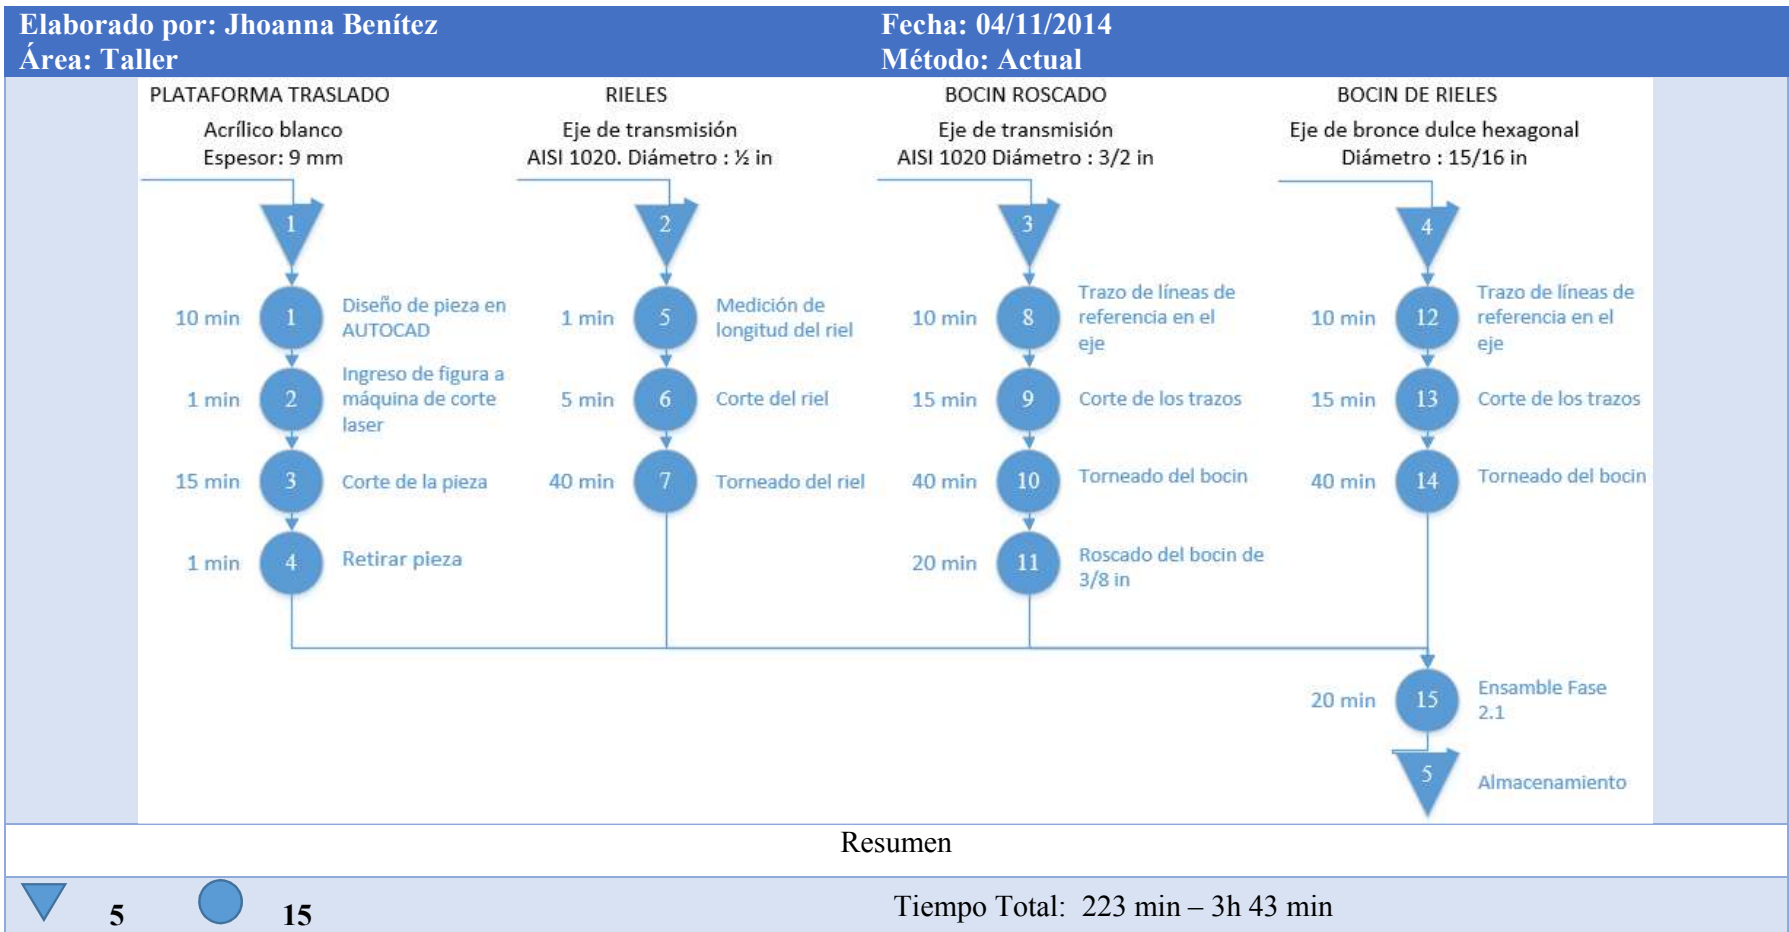 Elaborado por: Jhoanna Benítez
Fecha: 04/11/2014
Área: Taller
Método: Actual
PLATAFORMA TRASLADO
Acrílico blanco
Espesor: 9 mm
1
10 min
1
Diseño de pieza en
AUTOCAD
1 min
2
Ingreso de figura a
máquina de corte
laser
15 min
3
Corte de la pieza
1 min
4
Retirar pieza
RIELES
Eje de transmisión
AISI 1020. Diámetro : ½ in
2
1 min
5
Medición de
longitud del riel
5 min
6
Corte del riel
40 min
7
Torneado del riel
BOCIN ROSCADO
Eje de transmisión
AISI 1020 Diámetro : 3/2 in
3
10 min
8
Trazo de líneas de
referencia en el
eje
15 min
9
Corte de los trazos
40 min
10
Torneado del bocin
20 min
11
Roscado del bocin de
3/8 in
BOCIN DE RIELES
Eje de bronce dulce hexagonal
Diámetro : 15/16 in
4
10 min
12
Trazo de líneas de
referencia en el
eje
15 min
13
Corte de los trazos
40 min
14
Torneado del bocin
20 min
15
Ensamble Fase
2.1
5
Almacenamiento
Resumen
5
15
Tiempo Total: 223 min – 3h 43 min